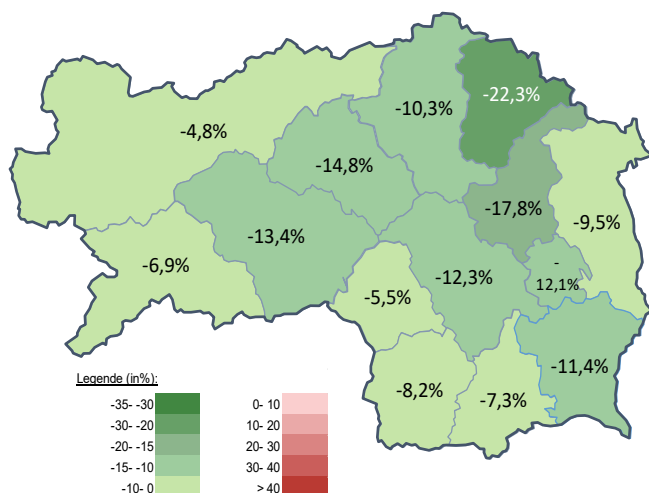 -22,3%
-10,3%
-4,8%
-14,8%
-17,8%
-9,5%
-13,4%
-6,9%
-12,3%
-
12,1%
-5,5%
-11,4%
-8,2%
-7,3%
Legende (in%):
-35- -30 0- 10
-30- -20 10- 20
-20- -15 20- 30
-15- -10 30- 40
-10- 0 > 40